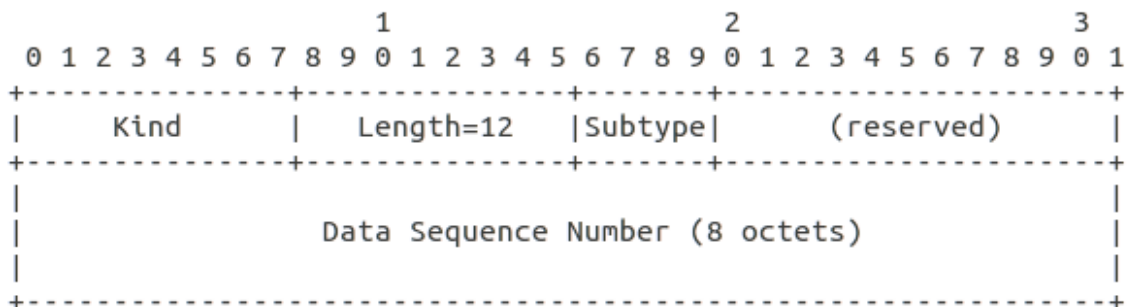 1                   2                   3
 0 1 2 3 4 5 6 7 8 9 0 1 2 3 4 5 6 7 8 9 0 1 2 3 4 5 6 7 8 9 0 1
+---------------+---------------+-------+----------------------+
|     Kind      |   Length=12   |Subtype|      (reserved)      |
+---------------+---------------+-------+----------------------+
|                                                              |
|                 Data Sequence Number (8 octets)              |
|                                                              |
+--------------------------------------------------------------+